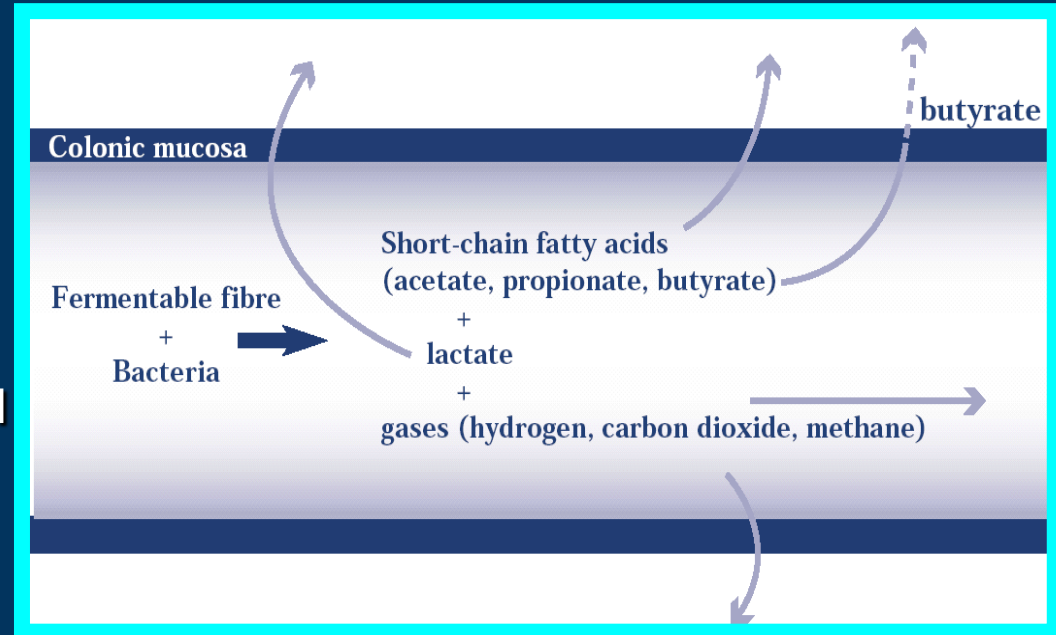 butyrate
Colonic mucosa
Short-chain fatty acids
(acetate, propionate, butyrate)
Fermentable fibre
+
+
lactate
Bacteria
+
gases (hydrogen, carbon dioxide, methane)